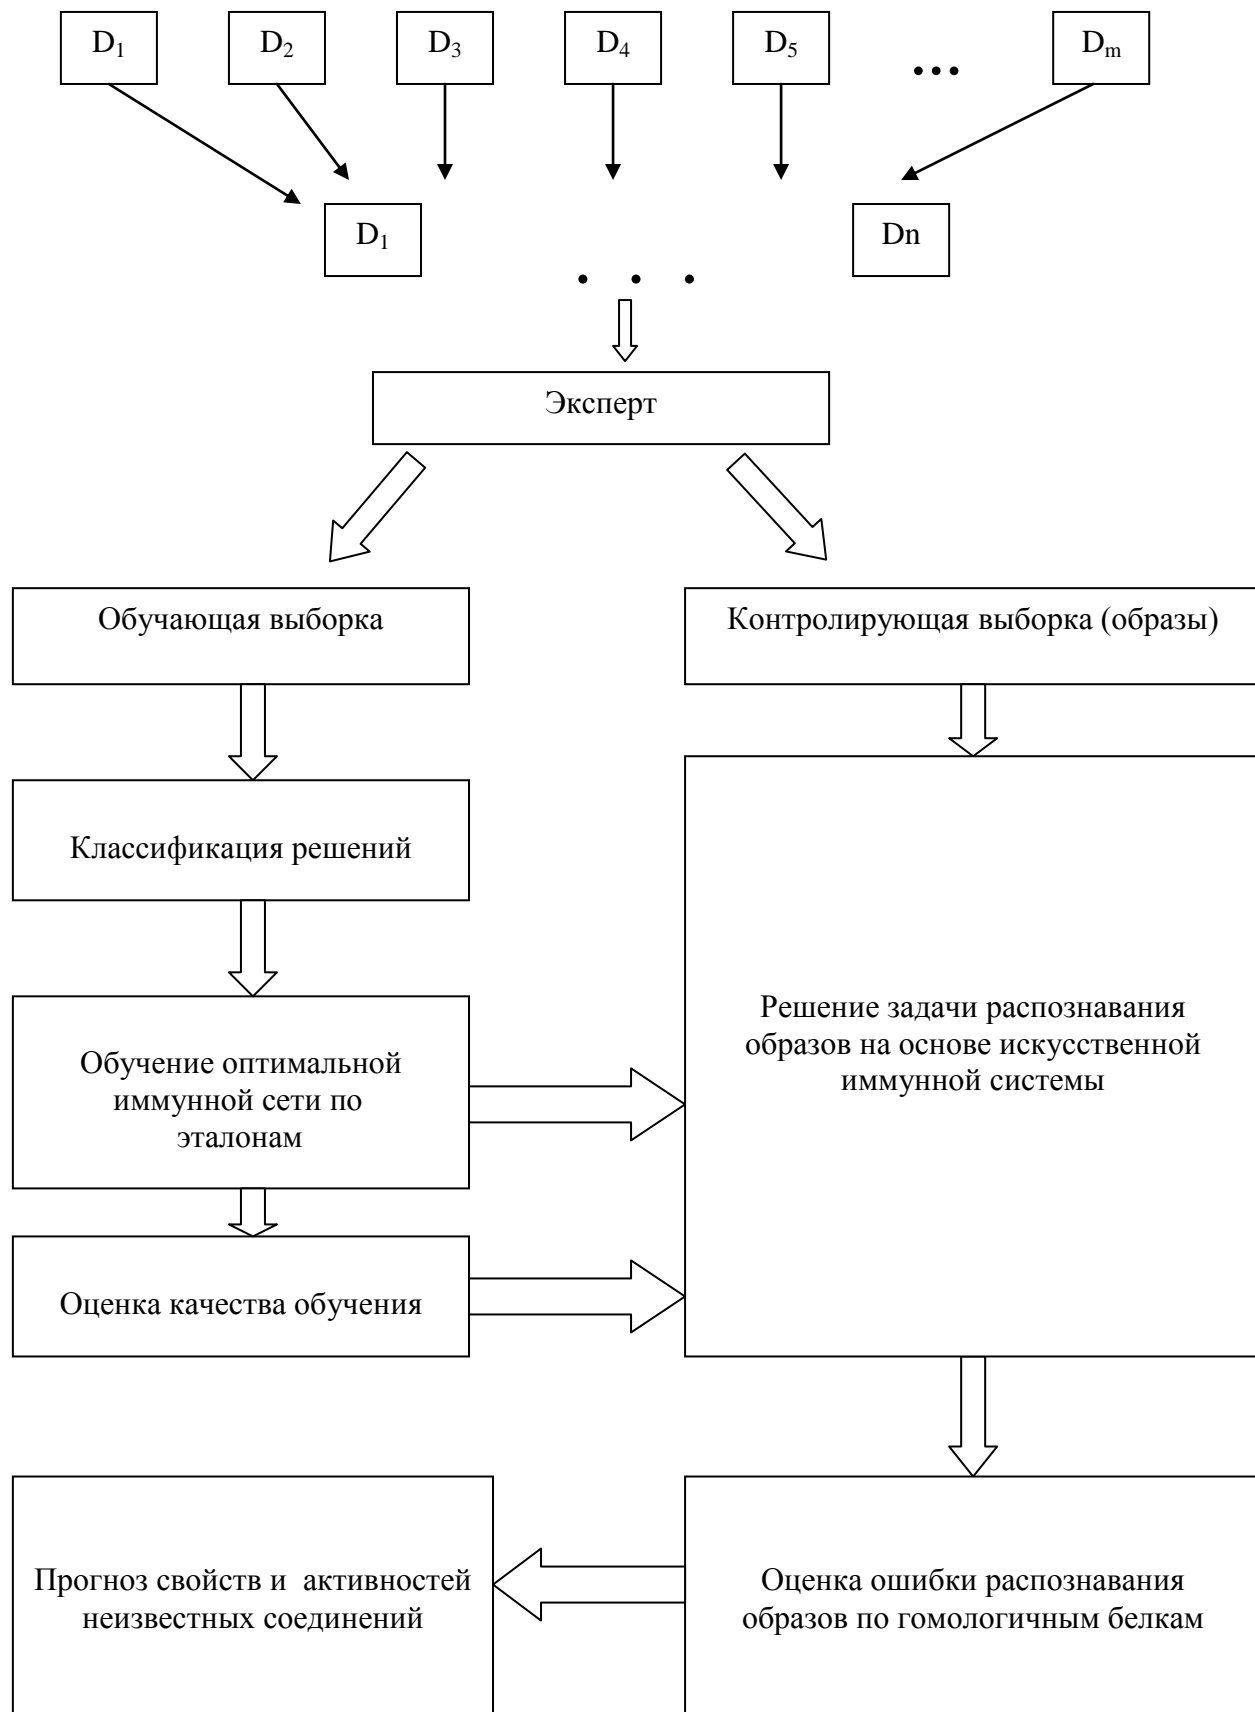 D₁ D₂ D₃ D₄ D₅ ... Dₘ
D₁ . . . Dn
Эксперт
Обучающая выборка
Контролирующая выборка (образы)
Классификация решений
Обучение оптимальной
иммунной сети по
эталонам
Решение задачи распознавания
образов на основе искусственной
иммунной системы
Оценка качества обучения
Прогноз свойств и активностей
неизвестных соединений
Оценка ошибки распознавания
образов по гомологичным белкам